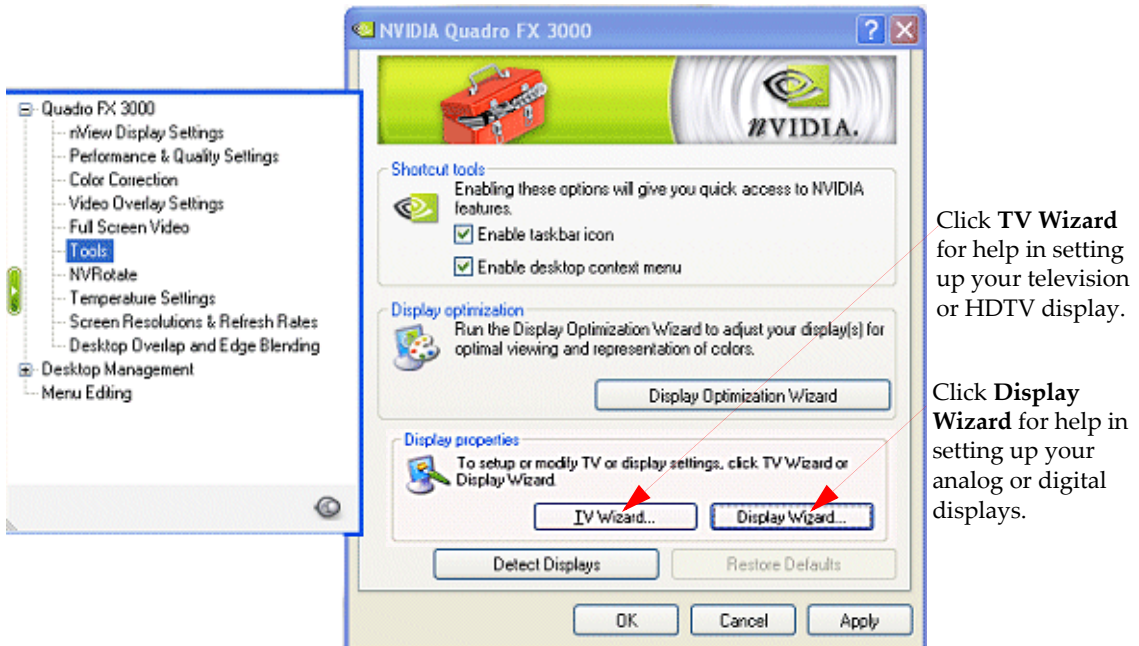 NVIDIA Quadro FX 3000
Quadro FX 3000
nView Display Settings
Performance & Quality Settings
Color Correction
Video Overlay Settings
Full Screen Video
Tools
NVRotate
Temperature Settings
Screen Resolutions & Refresh Rates
Desktop Overlap and Edge Blending
Desktop Management
Menu Editing
nVIDIA.
Shortcut tools
Enabling these options will give you quick access to NVIDIA
features.
Enable taskbar icon
Enable desktop context menu
Display optimization
Run the Display Optimization Wizard to adjust your display(s) for
optimal viewing and representation of colors.
Display Optimization Wizard
Display properties
To setup or modify TV or display settings, click TV Wizard or
Display Wizard.
TV Wizard...
Display Wizard...
Detect Displays
Restore Defaults
OK
Cancel
Apply
Click TV Wizard
for help in setting
up your television
or HDTV display.
Click Display
Wizard for help in
setting up your
analog or digital
displays.